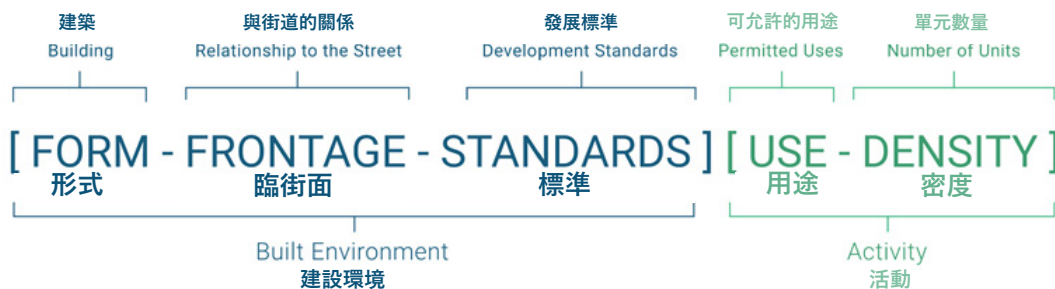 建築 與街道的關係 發展標準 可允許的用途 單元數量
Building Relationship to the Street Development Standards Permitted Uses Number of Units
[ FORM - FRONTAGE - STANDARDS ] [ USE - DENSITY ]
形式 臨街面 標準 用途 密度
Built Environment Activity
建設環境 活動